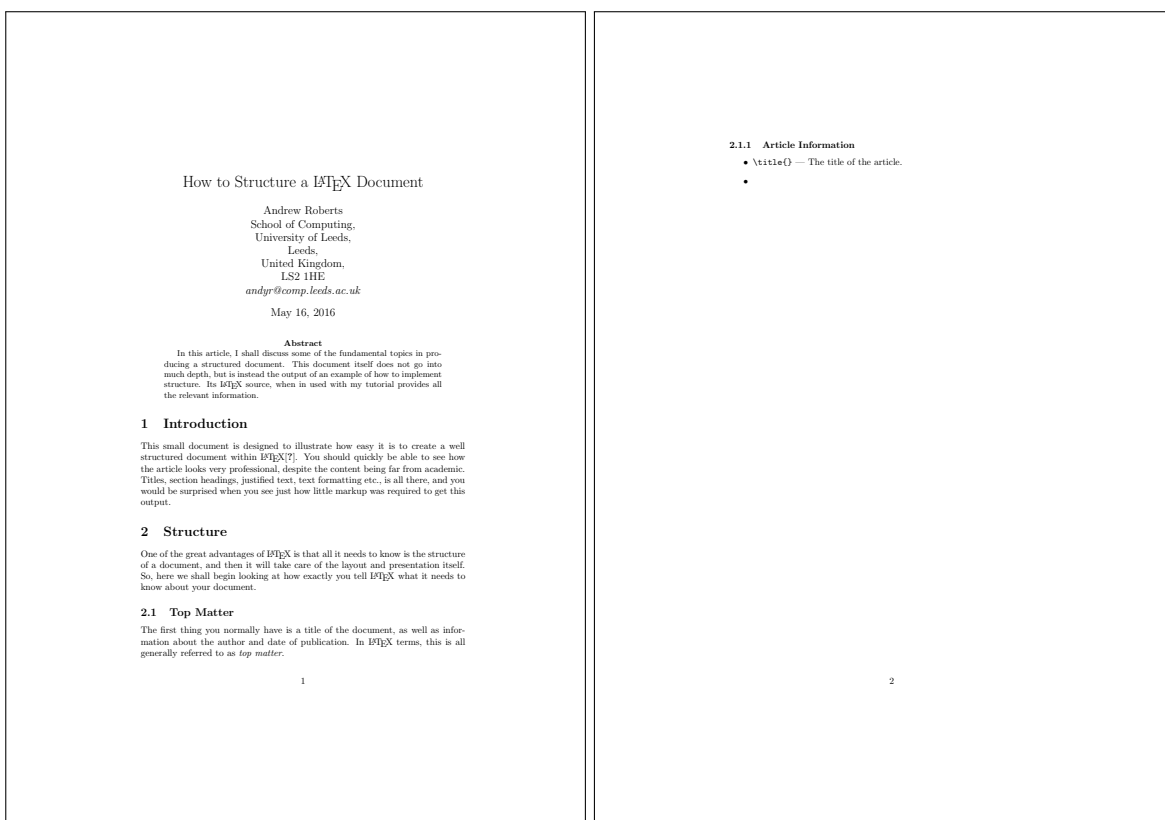 How to Structure a LATEX Document
Andrew Roberts
School of Computing,
University of Leeds,
Leeds,
United Kingdom,
LS2 1HE
andyr@comp.leeds.ac.uk
May 16, 2016
Abstract
In this article, I shall discuss some of the fundamental topics in pro-
ducing a structured document. This document itself does not go into
much depth, but is instead the output of an example of how to implement
structure. Its LATEX source, when in used with my tutorial provides all
the relevant information.
1 Introduction
This small document is designed to illustrate how easy it is to create a well
structured document within LATEX[?]. You should quickly be able to see how
the article looks very professional, despite the content being far from academic.
Titles, section headings, justified text, text formatting etc., is all there, and you
would be surprised when you see just how little markup was required to get this
output.
2 Structure
One of the great advantages of LATEX is that all it needs to know is the structure
of a document, and then it will take care of the layout and presentation itself.
So, here we shall begin looking at how exactly you tell LATEX what it needs to
know about your document.
2.1 Top Matter
The first thing you normally have is a title of the document, as well as infor-
mation about the author and date of publication. In LATEX terms, this is all
generally referred to as top matter.
1
2.1.1 Article Information
• \title{} — The title of the article.
•
2